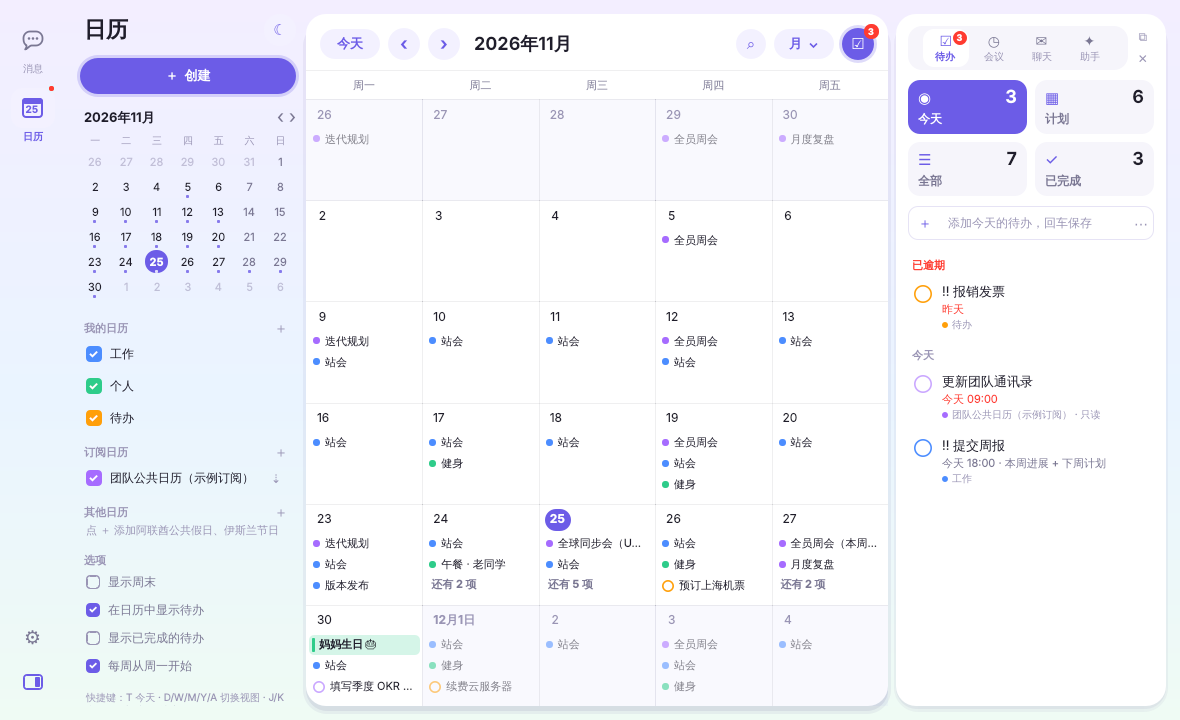 消息
25
日历
日历
＋ 创建
2026年11月
一 二 三 四 五 六 日
26 27 28 29 30 31 1
2 3 4 5 6 7 8
9 10 11 12 13 14 15
16 17 18 19 20 21 22
23 24 25 26 27 28 29
30 1 2 3 4 5 6
我的日历 ＋
工作
个人
待办
订阅日历 ＋
团队公共日历（示例订阅）
其他日历 ＋
点 ＋ 添加阿联酋公共假日、伊斯兰节日
选项
显示周末
在日历中显示待办
显示已完成的待办
每周从周一开始
快捷键：T 今天 · D/W/M/Y/A 切换视图 · J/K
今天
2026年11月
月
3
周一 周二 周三 周四 周五
26 27 28 29 30
迭代规划 全员周会 月度复盘
2 3 4 5 6
全员周会
9 10 11 12 13
迭代规划 站会 站会 全员周会 站会
站会 站会
16 17 18 19 20
站会 站会 站会 全员周会 站会
健身 站会
健身
23 24 25 26 27
迭代规划 站会 全球同步会（U... 站会 全员周会（本周...
站会 午餐 · 老同学 站会 健身 月度复盘
版本发布 还有 2 项 还有 5 项 预订上海机票 还有 2 项
30 12月1日 2 3 4
妈妈生日🎂 站会 站会 全员周会 站会
站会 健身 站会
填写季度 OKR ... 续费云服务器 健身
3
待办 会议 聊天 助手
3
今天
6
计划
7
全部
3
已完成
＋ 添加今天的待办，回车保存 ···
已逾期
!! 报销发票
昨天
待办
今天
更新团队通讯录
今天 09:00
团队公共日历（示例订阅） · 只读
!! 提交周报
今天 18:00 · 本周进展 + 下周计划
工作